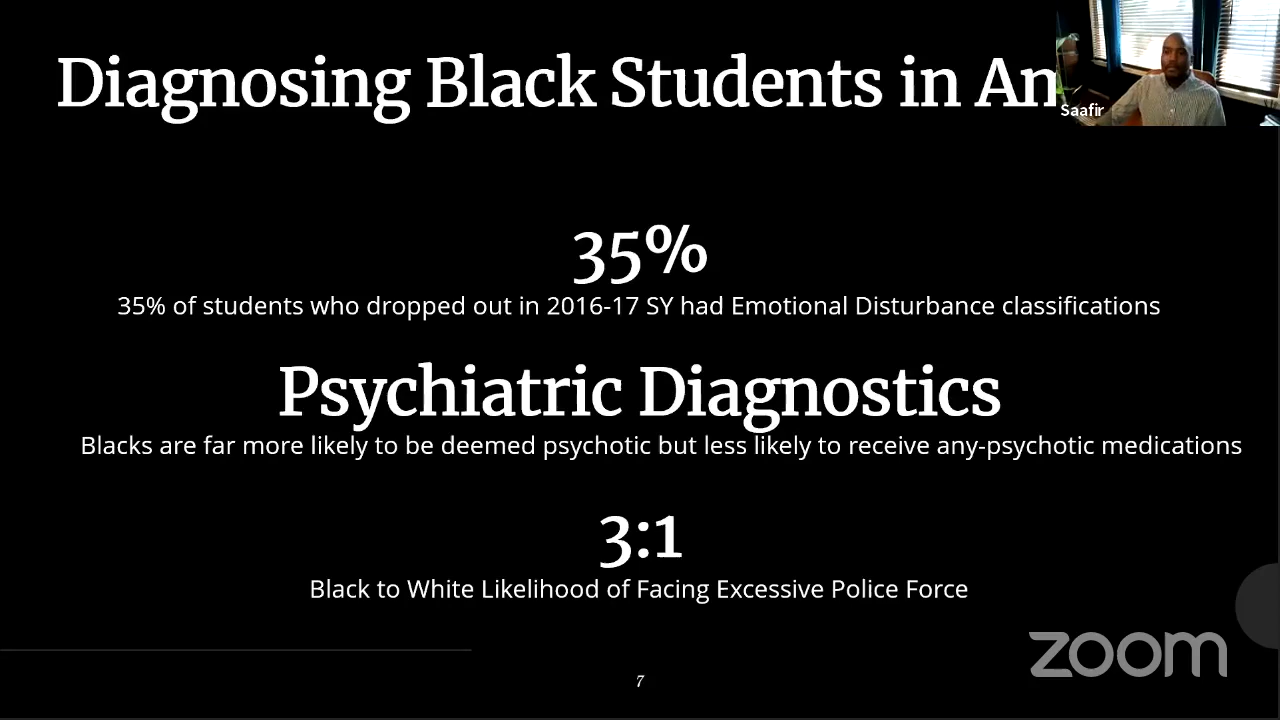 Diagnosing Black Students in An
Saafir
35%
35% of students who dropped out in 2016-17 SY had Emotional Disturbance classifications
Psychiatric Diagnostics
Blacks are far more likely to be deemed psychotic but less likely to receive any-psychotic medications
3:1
Black to White Likelihood of Facing Excessive Police Force
zoom
7